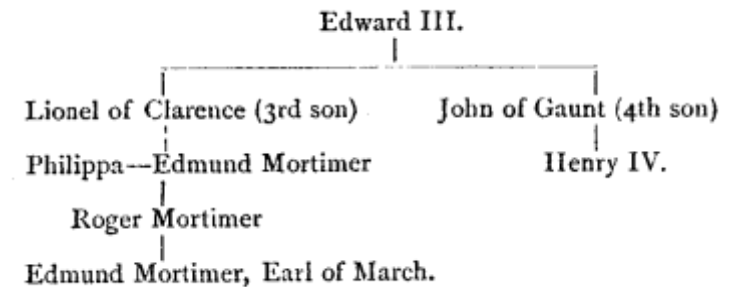 Edward III.
Lionel of Clarence (3rd son) John of Gaunt (4th son)
Philippa—Edmund Mortimer Henry IV.
Roger Mortimer
Edmund Mortimer, Earl of March.